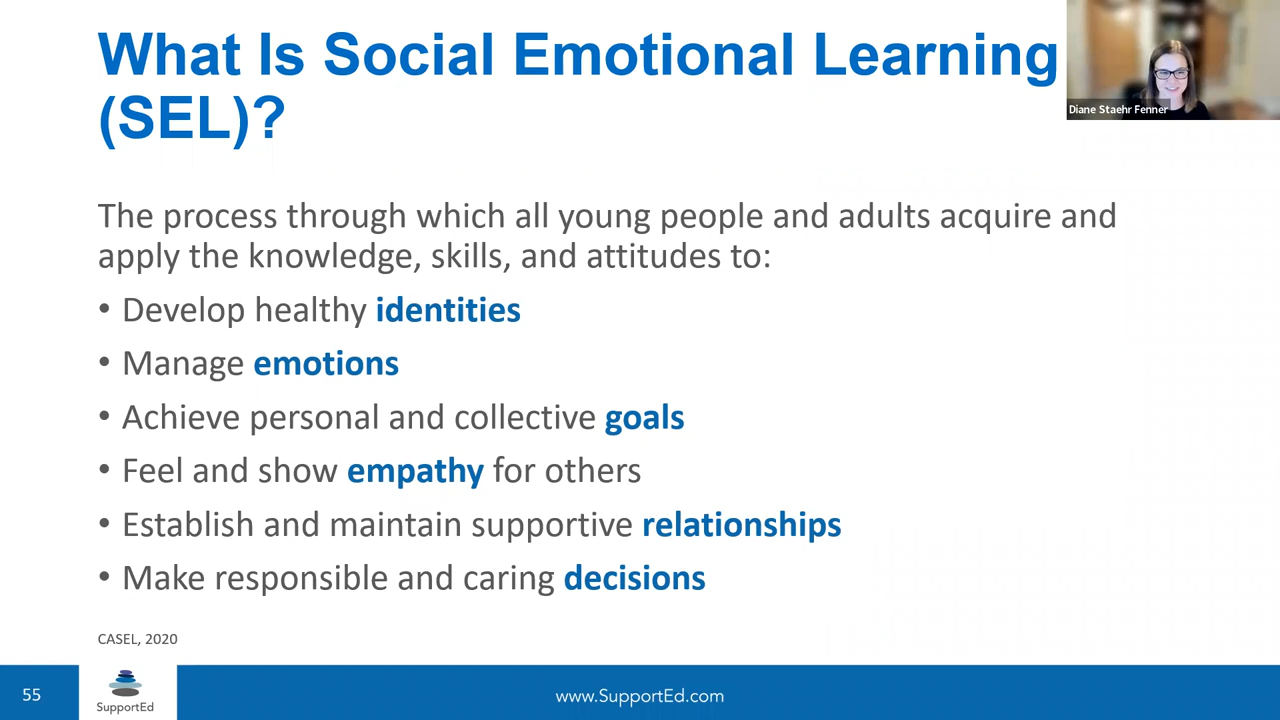 What Is Social Emotional Learning
(SEL)?
Diane Staehr Fenner
The process through which all young people and adults acquire and
apply the knowledge, skills, and attitudes to:
• Develop healthy identities
• Manage emotions
• Achieve personal and collective goals
• Feel and show empathy for others
• Establish and maintain supportive relationships
• Make responsible and caring decisions
CASEL, 2020
55
SupportEd
www.SupportEd.com